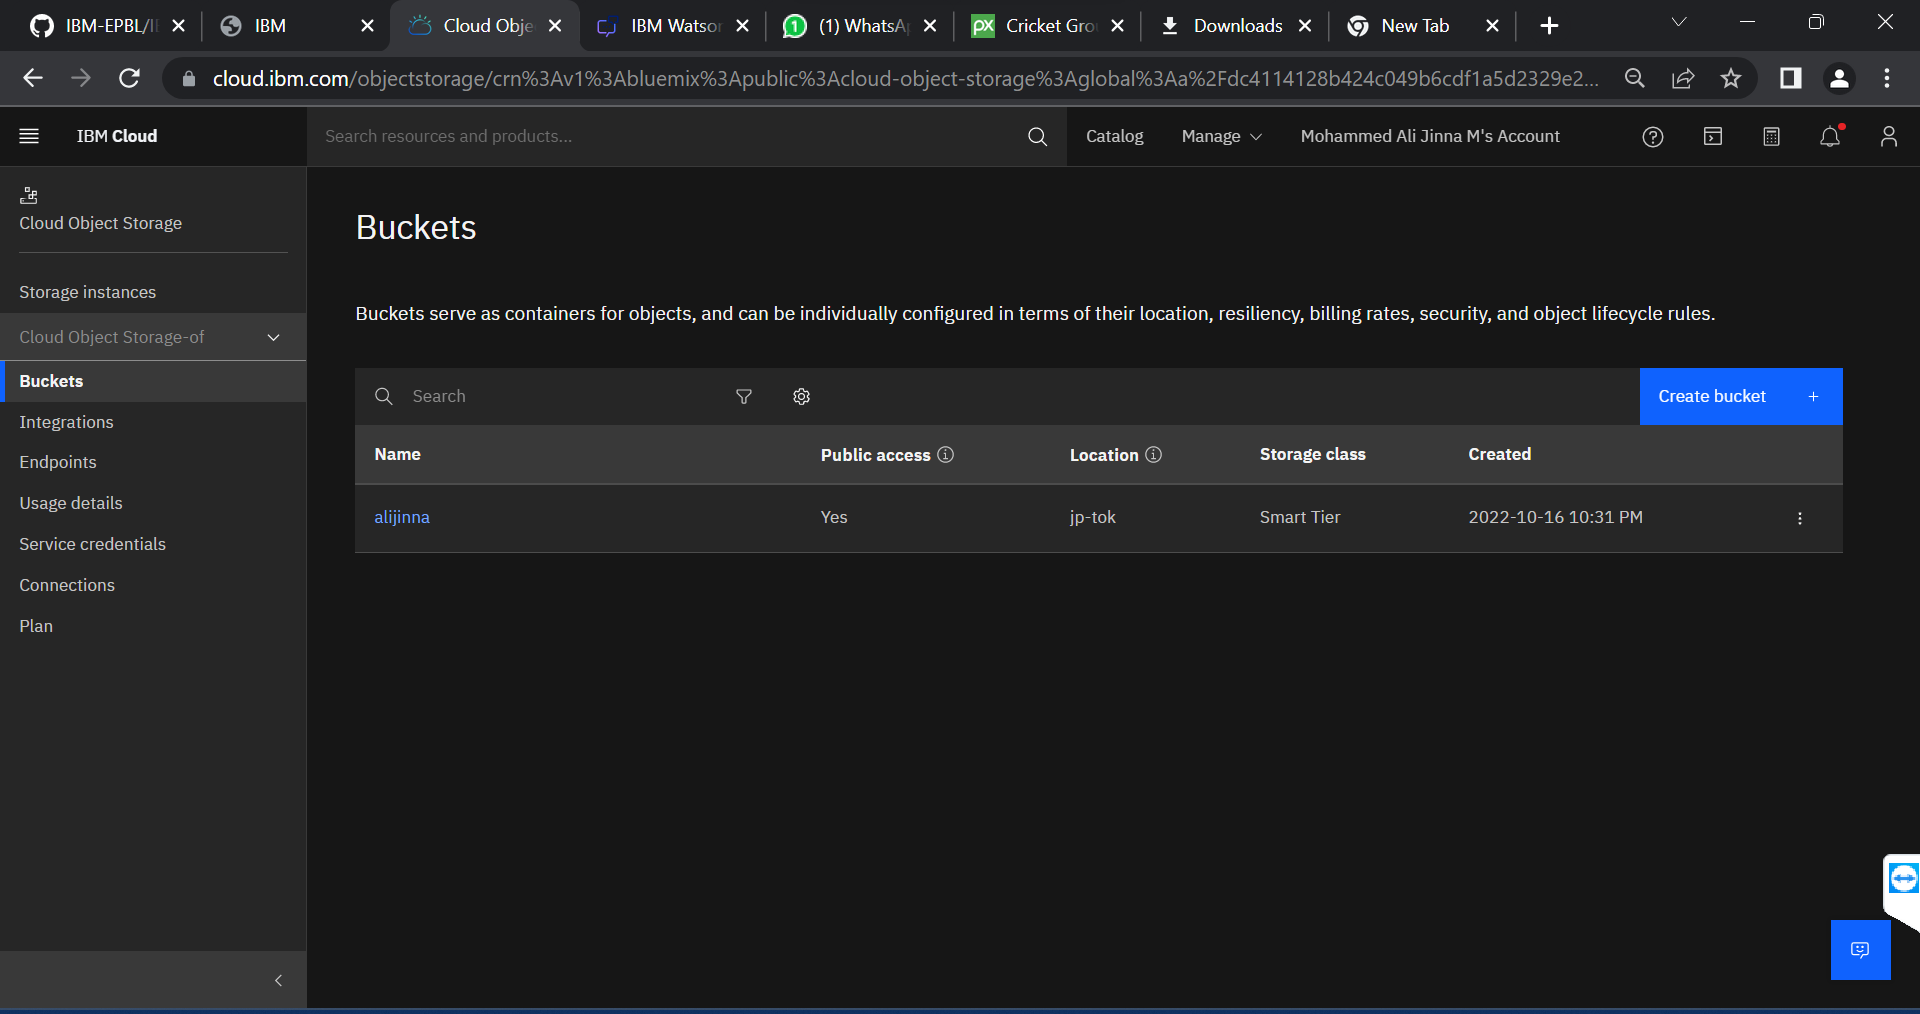 IBM-EPBL/I
IBM
Cloud Obje
IBM Watson
(1) WhatsA
px
Cricket Gro
Downloads
New Tab
cloud.ibm.com/objectstorage/crn%3Av1%3Abluemix%3Apublic%3Acloud-object-storage%3Aglobal%3Aa%2Fdc4114128b424c049b6cdf1a5d2329e2...
IBM Cloud
Search resources and products...
Catalog
Manage
Mohammed Ali Jinna M's Account
Cloud Object Storage
Storage instances
Cloud Object Storage-of
Buckets
Integrations
Endpoints
Usage details
Service credentials
Connections
Plan
Buckets
Buckets serve as containers for objects, and can be individually configured in terms of their location, resiliency, billing rates, security, and object lifecycle rules.
Search
Create bucket +
Name Public access Location Storage class Created
alijinna Yes jp-tok Smart Tier 2022-10-16 10:31 PM